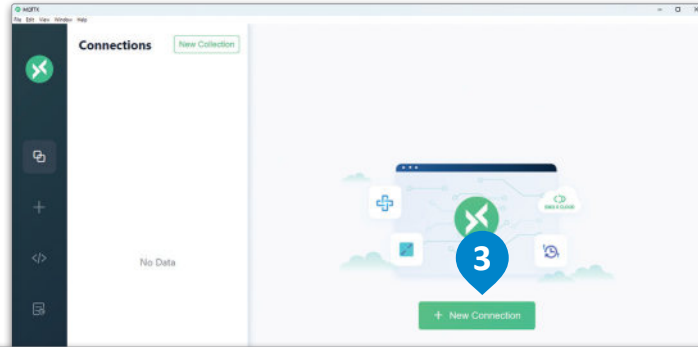 MQTTX
File Edit View Window Help
Connections
New Collection
3
No Data
+ New Connection